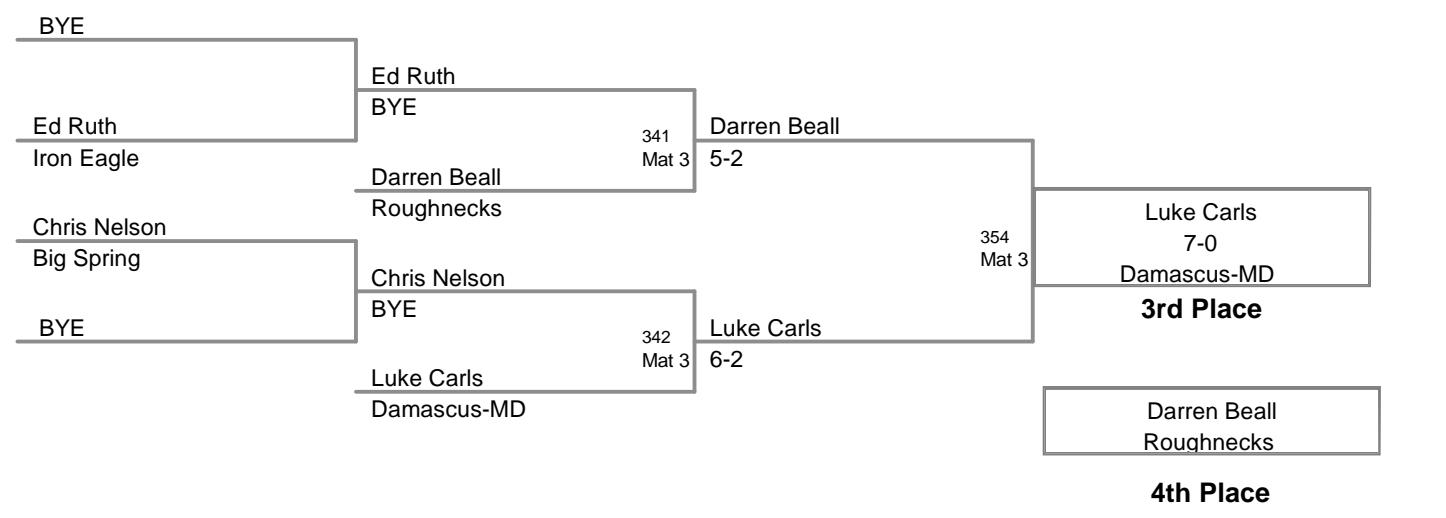 BYE
Ed Ruth
BYE
Ed Ruth
Iron Eagle
341
Mat 3
Darren Beall
5-2
Darren Beall
Roughnecks
Chris Nelson
Big Spring
Chris Nelson
BYE
BYE
342
Mat 3
Luke Carls
6-2
Luke Carls
Damascus-MD
354
Mat 3
Luke Carls
7-0
Damascus-MD
3rd Place
Darren Beall
Roughnecks
4th Place